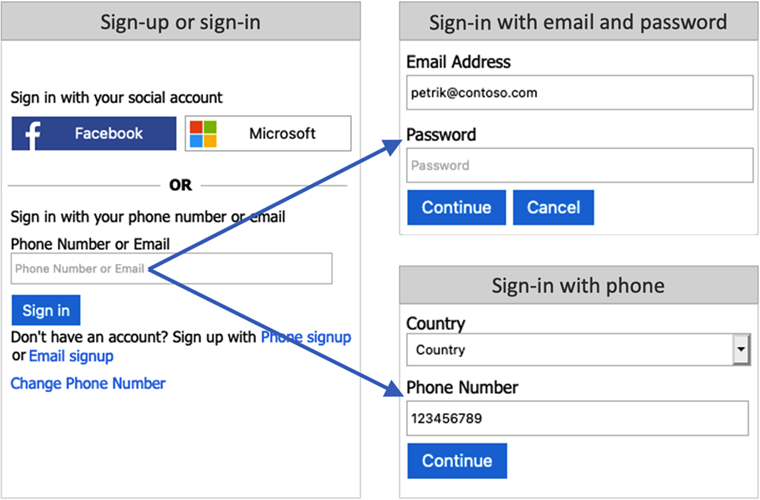 Sign-up or sign-in
Sign in with your social account
Facebook
Microsoft
OR
Sign in with your phone number or email
Phone Number or Email
Phone Number or Email
Sign in
Don't have an account? Sign up with Phone signup
or Email signup
Change Phone Number
Sign-in with email and password
Email Address
petrik@contoso.com
Password
Password
Continue
Cancel
Sign-in with phone
Country
Country
Phone Number
123456789
Continue